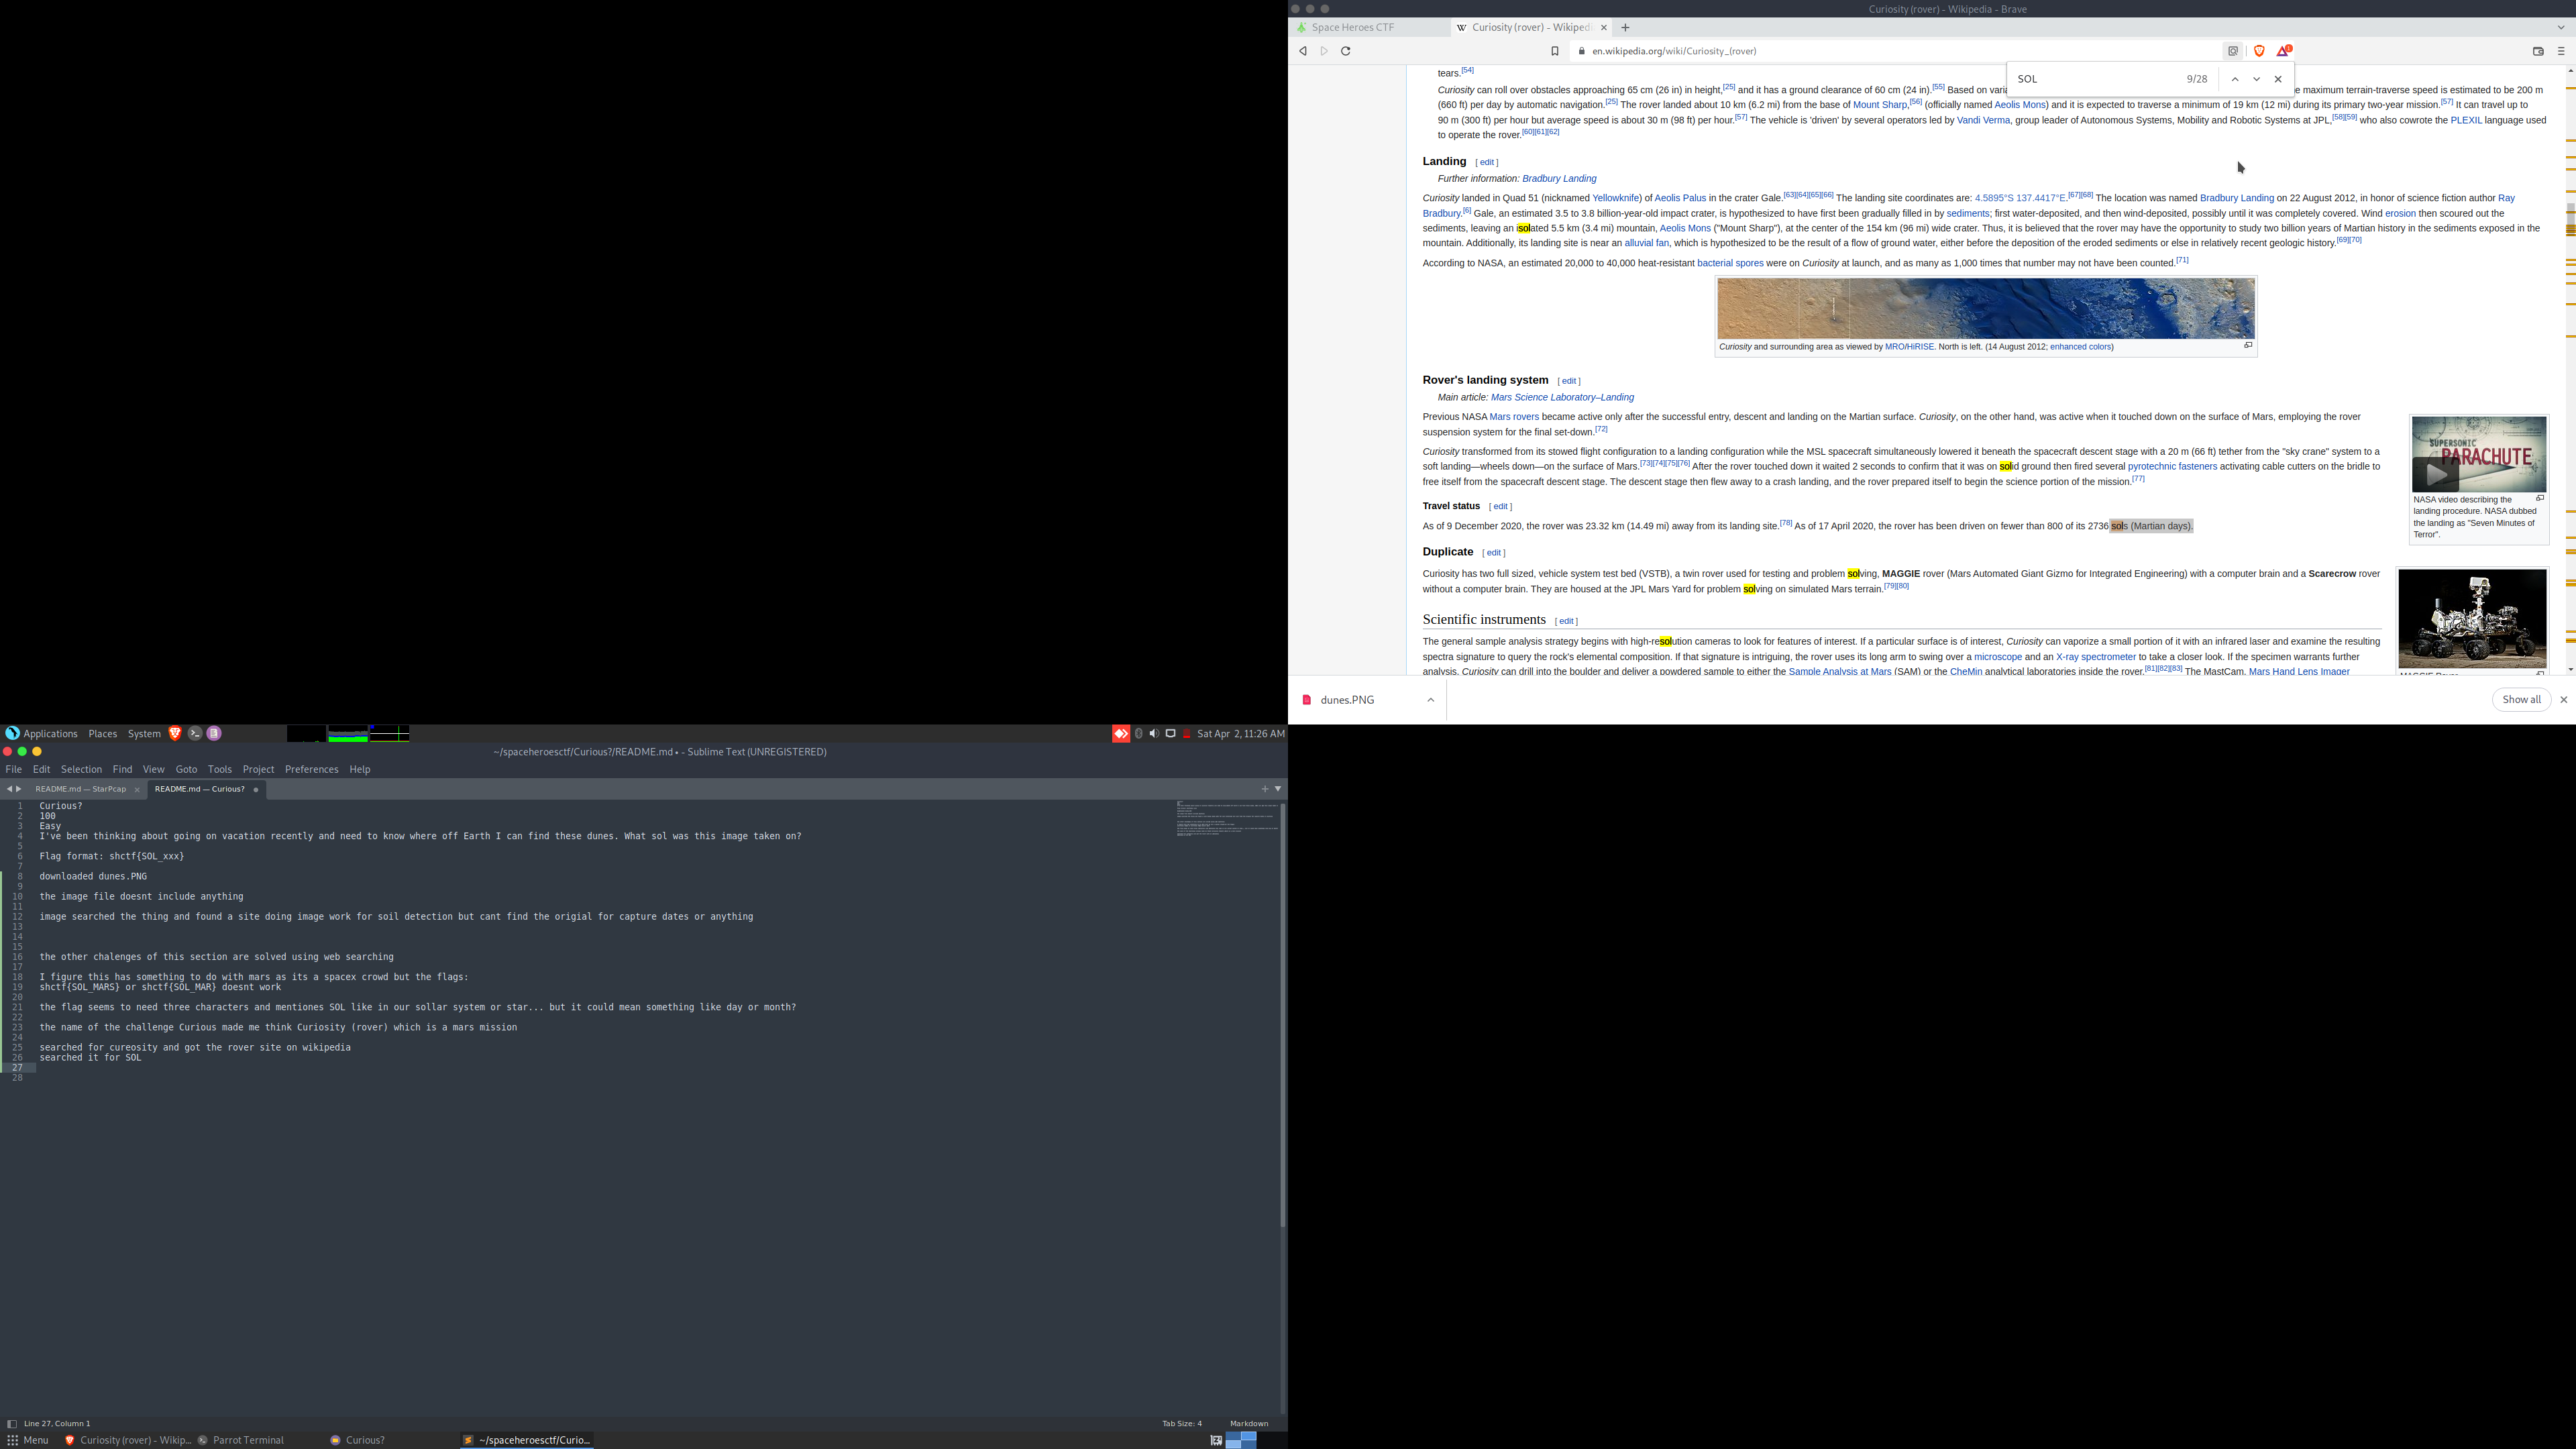 Curiosity (rover) - Wikipedia - Brave
Space Heroes CTF
Curiosity (rover) - Wikiped
en.wikipedia.org/wiki/Curiosity_(rover)
SOL 9/28
tears.[54]
Curiosity can roll over obstacles approaching 65 cm (26 in) in height,[25] and it has a ground clearance of 60 cm (24 in).[55] Based on vari e maximum terrain-traverse speed is estimated to be 200 m
(660 ft) per day by automatic navigation.[25] The rover landed about 10 km (6.2 mi) from the base of Mount Sharp,[56] (officially named Aeolis Mons) and it is expected to traverse a minimum of 19 km (12 mi) during its primary two-year mission.[57] It can travel up to
90 m (300 ft) per hour but average speed is about 30 m (98 ft) per hour.[57] The vehicle is 'driven' by several operators led by Vandi Verma, group leader of Autonomous Systems, Mobility and Robotic Systems at JPL,[58][59] who also cowrote the PLEXIL language used
to operate the rover.[60][61][62]
Landing [ edit ]
Further information: Bradbury Landing
Curiosity landed in Quad 51 (nicknamed Yellowknife) of Aeolis Palus in the crater Gale.[63][64][65][66] The landing site coordinates are: 4.5895°S 137.4417°E.[67][68] The location was named Bradbury Landing on 22 August 2012, in honor of science fiction author Ray
Bradbury.[6] Gale, an estimated 3.5 to 3.8 billion-year-old impact crater, is hypothesized to have first been gradually filled in by sediments; first water-deposited, and then wind-deposited, possibly until it was completely covered. Wind erosion then scoured out the
sediments, leaving an isolated 5.5 km (3.4 mi) mountain, Aeolis Mons ("Mount Sharp"), at the center of the 154 km (96 mi) wide crater. Thus, it is believed that the rover may have the opportunity to study two billion years of Martian history in the sediments exposed in the
mountain. Additionally, its landing site is near an alluvial fan, which is hypothesized to be the result of a flow of ground water, either before the deposition of the eroded sediments or else in relatively recent geologic history.[69][70]
According to NASA, an estimated 20,000 to 40,000 heat-resistant bacterial spores were on Curiosity at launch, and as many as 1,000 times that number may not have been counted.[71]
Curiosity and surrounding area as viewed by MRO/HiRISE. North is left. (14 August 2012; enhanced colors)
Rover's landing system [ edit ]
Main article: Mars Science Laboratory–Landing
Previous NASA Mars rovers became active only after the successful entry, descent and landing on the Martian surface. Curiosity, on the other hand, was active when it touched down on the surface of Mars, employing the rover
suspension system for the final set-down.[72]
Curiosity transformed from its stowed flight configuration to a landing configuration while the MSL spacecraft simultaneously lowered it beneath the spacecraft descent stage with a 20 m (66 ft) tether from the "sky crane" system to a
soft landing—wheels down—on the surface of Mars.[73][74][75][76] After the rover touched down it waited 2 seconds to confirm that it was on solid ground then fired several pyrotechnic fasteners activating cable cutters on the bridle to
free itself from the spacecraft descent stage. The descent stage then flew away to a crash landing, and the rover prepared itself to begin the science portion of the mission.[77]
SUPERSONIC
PARACHUTE
NASA video describing the
landing procedure. NASA dubbed
the landing as "Seven Minutes of
Terror".
Travel status [ edit ]
As of 9 December 2020, the rover was 23.32 km (14.49 mi) away from its landing site.[78] As of 17 April 2020, the rover has been driven on fewer than 800 of its 2736 sols (Martian days).
Duplicate [ edit ]
Curiosity has two full sized, vehicle system test bed (VSTB), a twin rover used for testing and problem solving, MAGGIE rover (Mars Automated Giant Gizmo for Integrated Engineering) with a computer brain and a Scarecrow rover
without a computer brain. They are housed at the JPL Mars Yard for problem solving on simulated Mars terrain.[79][80]
Scientific instruments [ edit ]
The general sample analysis strategy begins with high-resolution cameras to look for features of interest. If a particular surface is of interest, Curiosity can vaporize a small portion of it with an infrared laser and examine the resulting
spectra signature to query the rock's elemental composition. If that signature is intriguing, the rover uses its long arm to swing over a microscope and an X-ray spectrometer to take a closer look. If the specimen warrants further
analysis, Curiosity can drill into the boulder and deliver a powdered sample to either the Sample Analysis at Mars (SAM) or the CheMin analytical laboratories inside the rover.[81][82][83] The MastCam, Mars Hand Lens Imager
dunes.PNG
Show all
Applications Places System
Sat Apr 2, 11:26 AM
~/spaceheroesctf/Curious?/README.md • - Sublime Text (UNREGISTERED)
File Edit Selection Find View Goto Tools Project Preferences Help
README.md — StarPcap
README.md — Curious?
1 Curious?
2 100
3 Easy
4 I've been thinking about going on vacation recently and need to know where off Earth I can find these dunes. What sol was this image taken on?
5
6 Flag format: shctf{SOL_xxx}
7
8 downloaded dunes.PNG
9
10 the image file doesnt include anything
11
12 image searched the thing and found a site doing image work for soil detection but cant find the origial for capture dates or anything
13
14
15
16 the other chalenges of this section are solved using web searching
17
18 I figure this has something to do with mars as its a spacex crowd but the flags:
19 shctf{SOL_MARS} or shctf{SOL_MAR} doesnt work
20
21 the flag seems to need three characters and mentiones SOL like in our sollar system or star... but it could mean something like day or month?
22
23 the name of the challenge Curious made me think Curiosity (rover) which is a mars mission
24
25 searched for cureosity and got the rover site on wikipedia
26 searched it for SOL
27
28
Line 27, Column 1
Tab Size: 4
Markdown
Menu
Curiosity (rover) - Wikip...
Parrot Terminal
Curious?
~/spaceheroesctf/Curio...